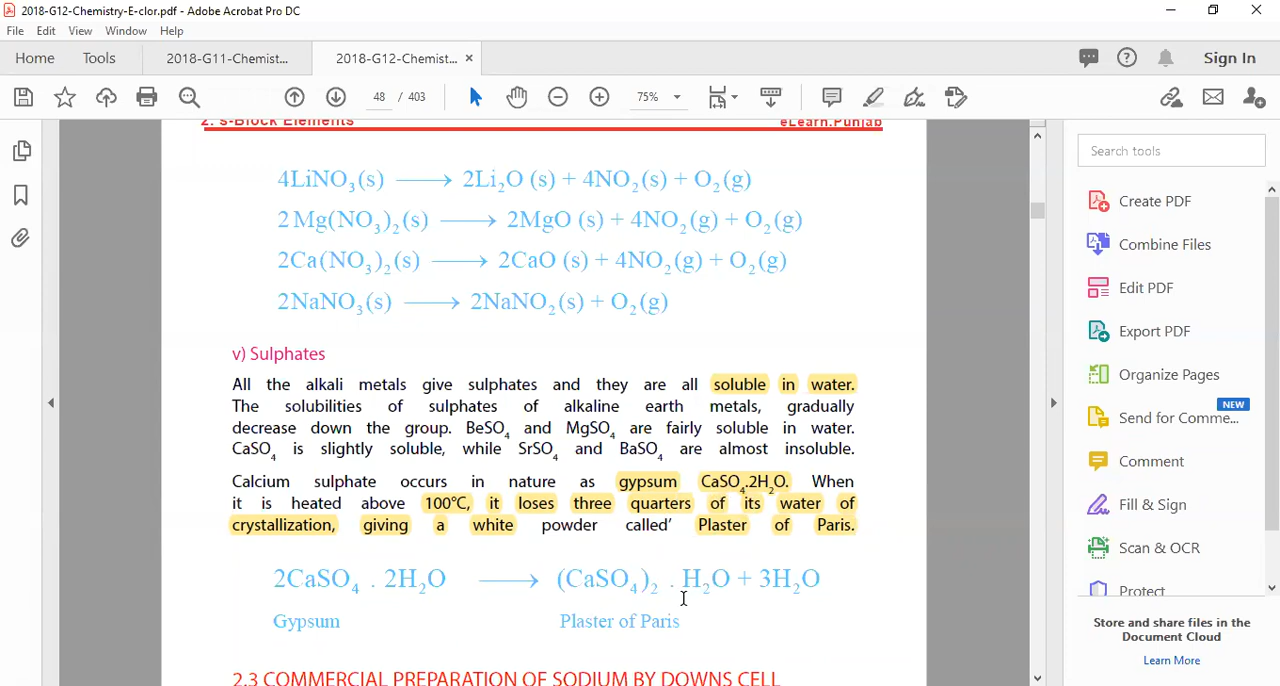 2018-G12-Chemistry-E-clor.pdf - Adobe Acrobat Pro DC
File Edit View Window Help
Home Tools 2018-G11-Chemist... 2018-G12-Chemist... × Sign In
48 / 403 75%
Search tools
2. s-Block Elements eLearn.Punjab
4LiNO₃(s) ⟶ 2Li₂O (s) + 4NO₂(s) + O₂(g)
2Mg(NO₃)₂(s) ⟶ 2MgO (s) + 4NO₂(g) + O₂(g)
2Ca(NO₃)₂(s) ⟶ 2CaO (s) + 4NO₂(g) + O₂(g)
2NaNO₃(s) ⟶ 2NaNO₂(s) + O₂(g)
v) Sulphates
All the alkali metals give sulphates and they are all soluble in water.
The solubilities of sulphates of alkaline earth metals, gradually
decrease down the group. BeSO₄ and MgSO₄ are fairly soluble in water.
CaSO₄ is slightly soluble, while SrSO₄ and BaSO₄ are almost insoluble.
Calcium sulphate occurs in nature as gypsum CaSO₄.2H₂O. When
it is heated above 100°C, it loses three quarters of its water of
crystallization, giving a white powder called’ Plaster of Paris.
2CaSO₄ . 2H₂O ⟶ (CaSO₄)₂ . H₂O + 3H₂O
Gypsum Plaster of Paris
2.3 COMMERCIAL PREPARATION OF SODIUM BY DOWNS CELL
Create PDF
Combine Files
Edit PDF
Export PDF
Organize Pages
NEW
Send for Comme...
Comment
Fill & Sign
Scan & OCR
Protect
Store and share files in the
Document Cloud
Learn More